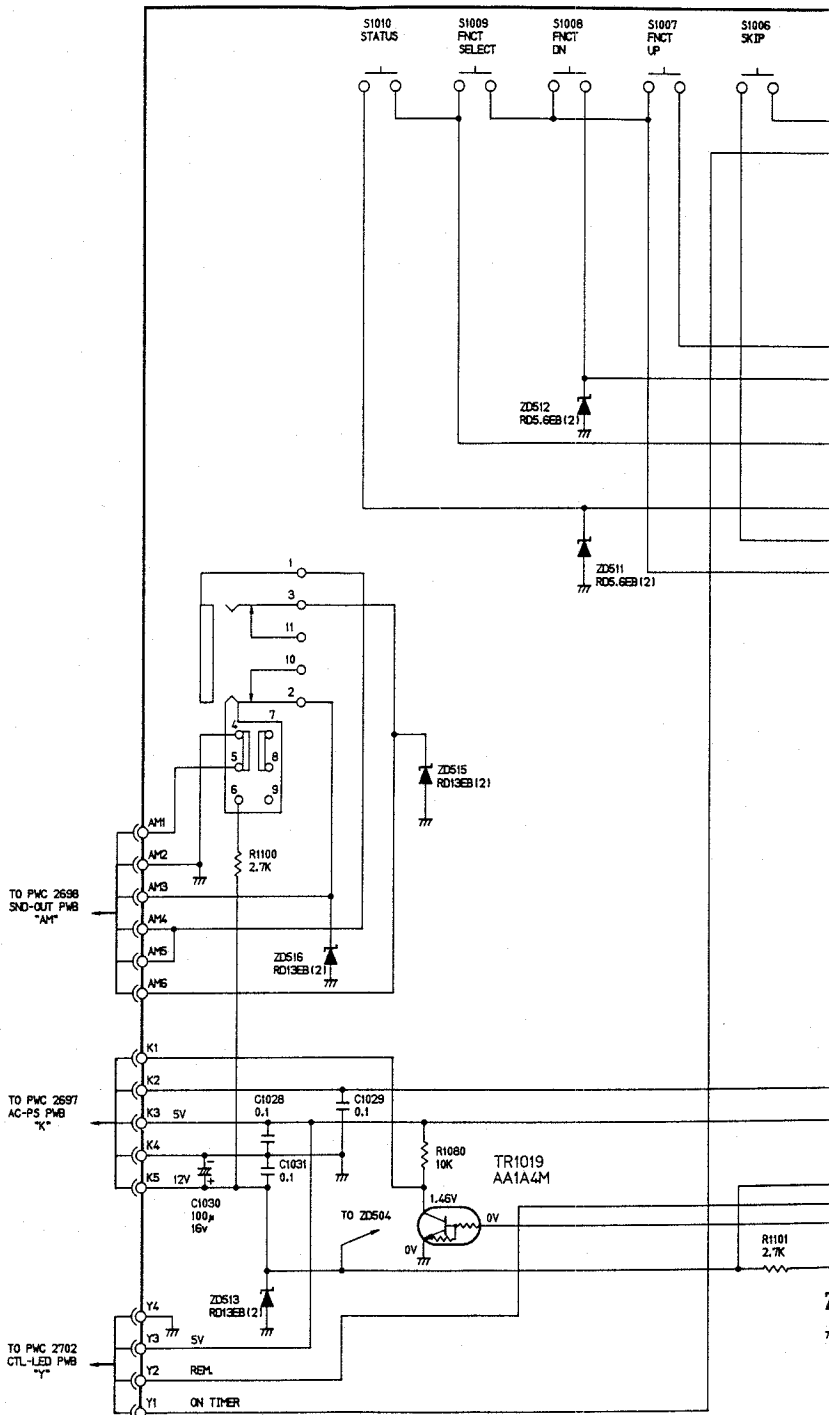 S1010
STATUS
S1009
FNCT
SELECT
S1008
FNCT
DN
S1007
FNCT
UP
S1006
SKIP
ZD512
RD5.6EB(2)
ZD511
RD5.6EB(2)
1
3
11
10
2
4
7
5
8
6
9
ZD515
RD13EB(2)
R1100
2.7K
AM1
AM2
AM3
AM4
AM5
AM6
TO PWC 2698
SND-OUT PWB
"AM"
ZD516
RD13EB(2)
K1
K2
K3 5V
K4
K5 12V
TO PWC 2697
AC-PS PWB
"K"
C1028
0.1
C1029
0.1
C1031
0.1
-
+
C1030
100μ
16v
R1080
10K
TR1019
AA1A4M
1.46V
0V
0V
TO ZD504
R1101
2.7K
ZD513
RD13EB(2)
Y4
Y3 5V
Y2 REM.
Y1 ON TIMER
TO PWC 2702
CTL-LED PWB
"Y"